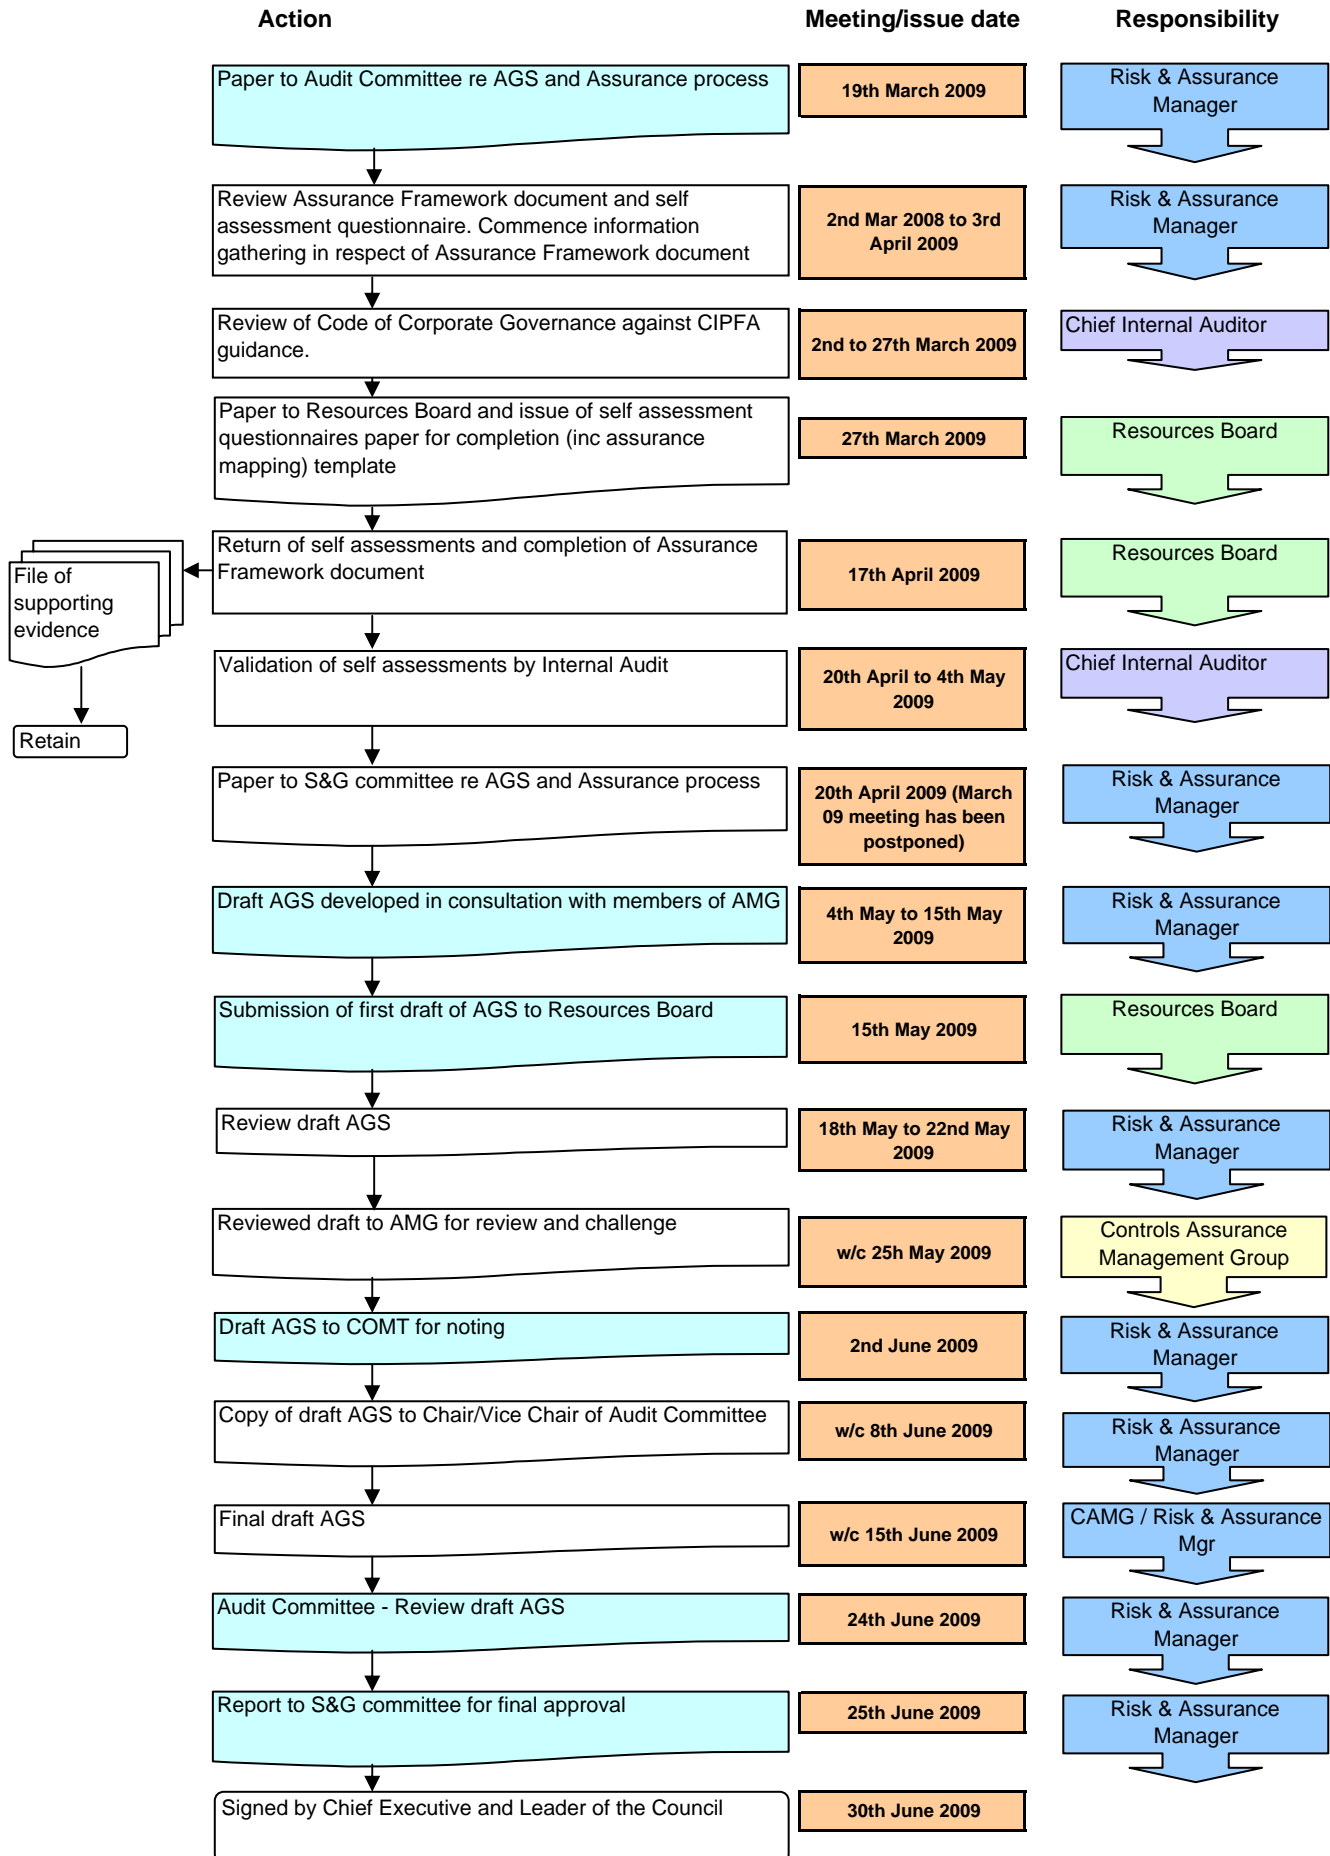 Action
Meeting/issue date
Responsibility
Paper to Audit Committee re AGS and Assurance process
19th March 2009
Risk & Assurance
Manager
Review Assurance Framework document and self
assessment questionnaire. Commence information
gathering in respect of Assurance Framework document
2nd Mar 2008 to 3rd
April 2009
Risk & Assurance
Manager
Review of Code of Corporate Governance against CIPFA
guidance.
2nd to 27th March 2009
Chief Internal Auditor
Paper to Resources Board and issue of self assessment
questionnaires paper for completion (inc assurance
mapping) template
27th March 2009
Resources Board
Return of self assessments and completion of Assurance
Framework document
17th April 2009
Resources Board
File of
supporting
evidence
Retain
Validation of self assessments by Internal Audit
20th April to 4th May
2009
Chief Internal Auditor
Paper to S&G committee re AGS and Assurance process
20th April 2009 (March
09 meeting has been
postponed)
Risk & Assurance
Manager
Draft AGS developed in consultation with members of AMG
4th May to 15th May
2009
Risk & Assurance
Manager
Submission of first draft of AGS to Resources Board
15th May 2009
Resources Board
Review draft AGS
18th May to 22nd May
2009
Risk & Assurance
Manager
Reviewed draft to AMG for review and challenge
w/c 25h May 2009
Controls Assurance
Management Group
Draft AGS to COMT for noting
2nd June 2009
Risk & Assurance
Manager
Copy of draft AGS to Chair/Vice Chair of Audit Committee
w/c 8th June 2009
Risk & Assurance
Manager
Final draft AGS
w/c 15th June 2009
CAMG / Risk & Assurance
Mgr
Audit Committee - Review draft AGS
24th June 2009
Risk & Assurance
Manager
Report to S&G committee for final approval
25th June 2009
Risk & Assurance
Manager
Signed by Chief Executive and Leader of the Council
30th June 2009